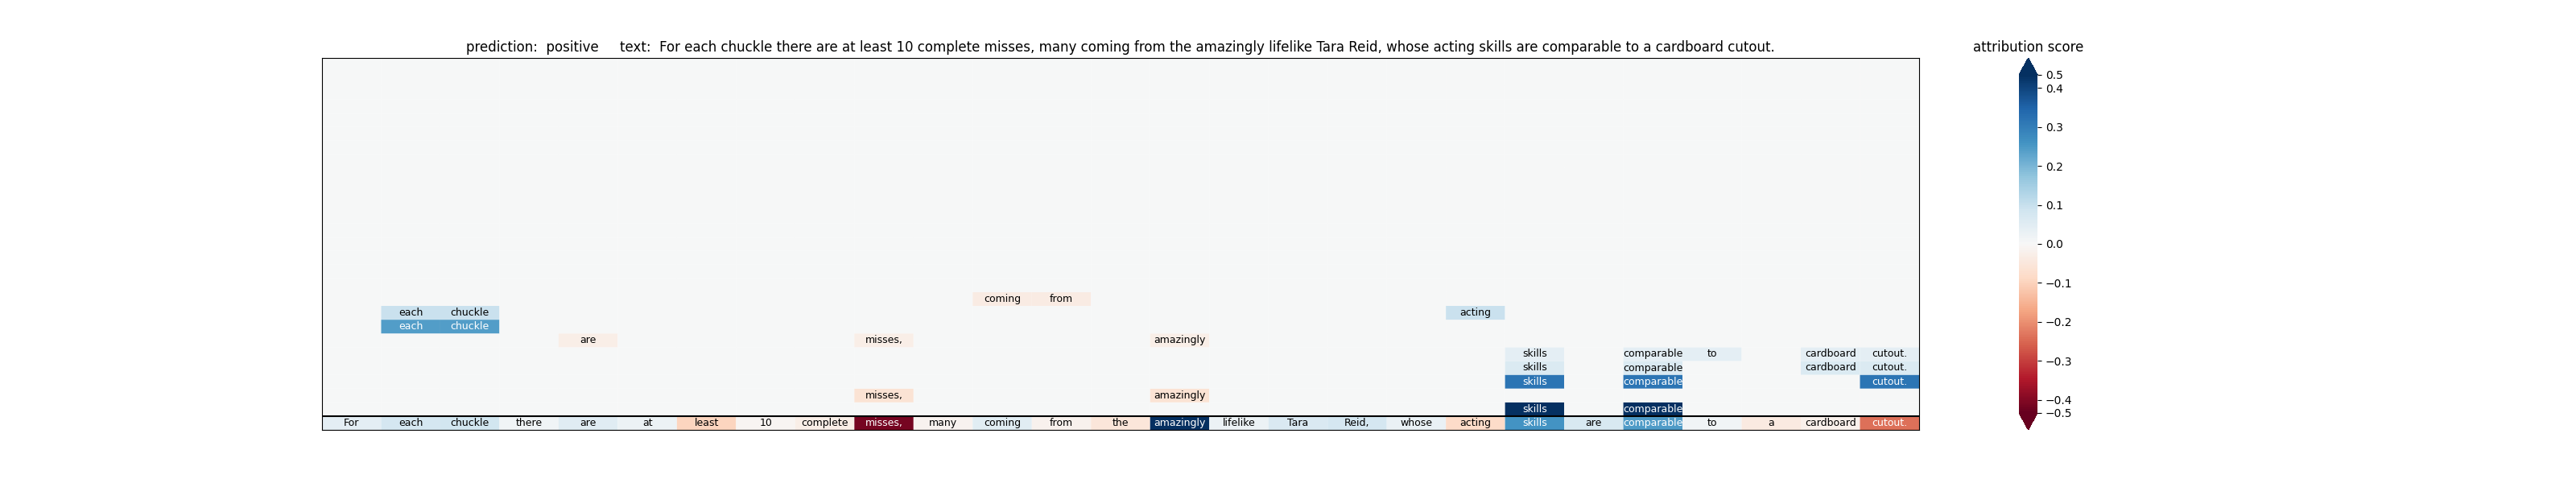 prediction:  positive     text:  For each chuckle there are at least 10 complete misses, many coming from the amazingly lifelike Tara Reid, whose acting skills are comparable to a cardboard cutout.
attribution score
0.5
0.4
0.3
0.2
0.1
0.0
−0.1
−0.2
−0.3
−0.4
−0.5
coming from
each chuckle acting
each chuckle
are misses, amazingly
skills comparable to cardboard cutout.
skills comparable cardboard cutout.
skills comparable cutout.
misses, amazingly
skills comparable
For each chuckle there are at least 10 complete misses, many coming from the amazingly lifelike Tara Reid, whose acting skills are comparable to a cardboard cutout.